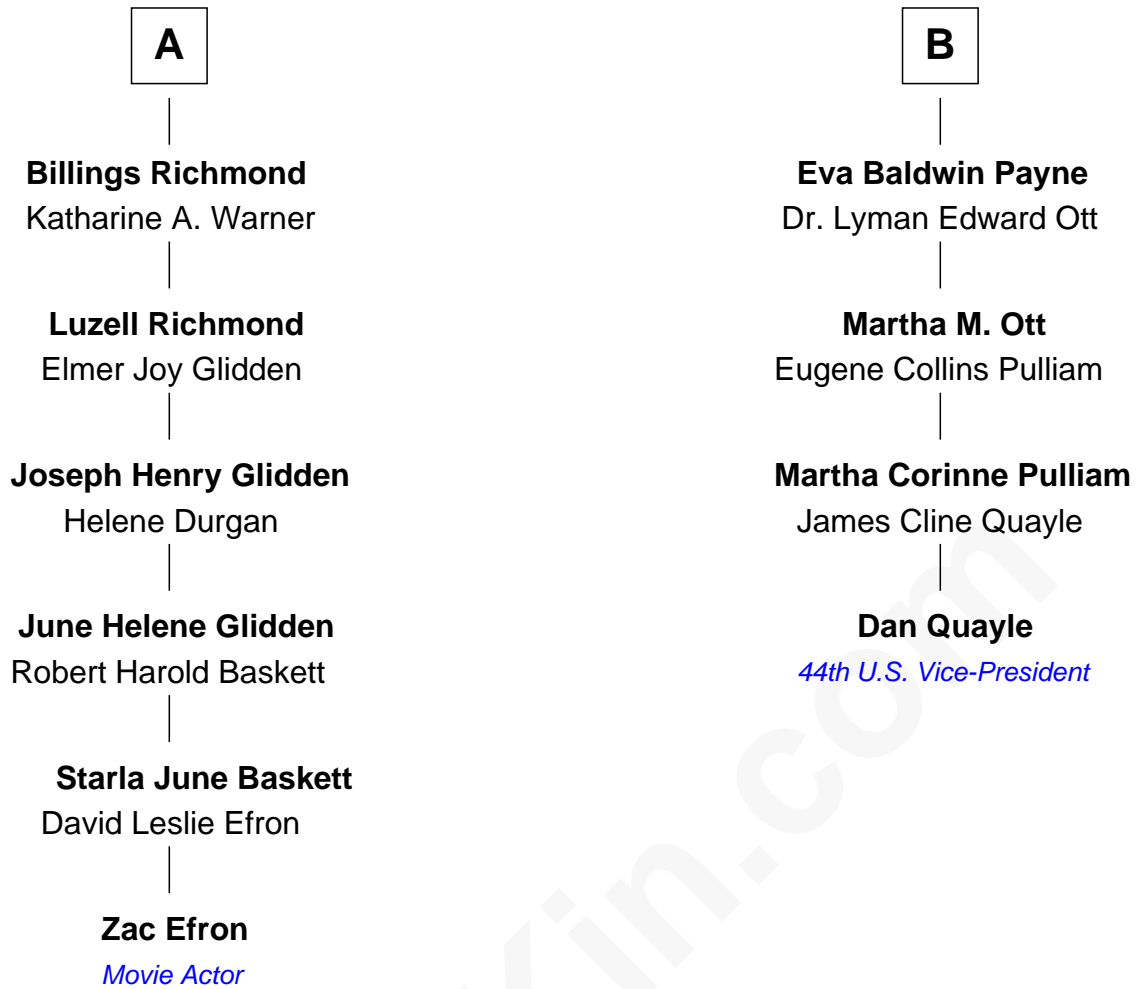 A
Billings Richmond
Katharine A. Warner
Luzell Richmond
Elmer Joy Glidden
Joseph Henry Glidden
Helene Durgan
June Helene Glidden
Robert Harold Baskett
Starla June Baskett
David Leslie Efron
Zac Efron
Movie Actor
B
Eva Baldwin Payne
Dr. Lyman Edward Ott
Martha M. Ott
Eugene Collins Pulliam
Martha Corinne Pulliam
James Cline Quayle
Dan Quayle
44th U.S. Vice-President
Kin.com